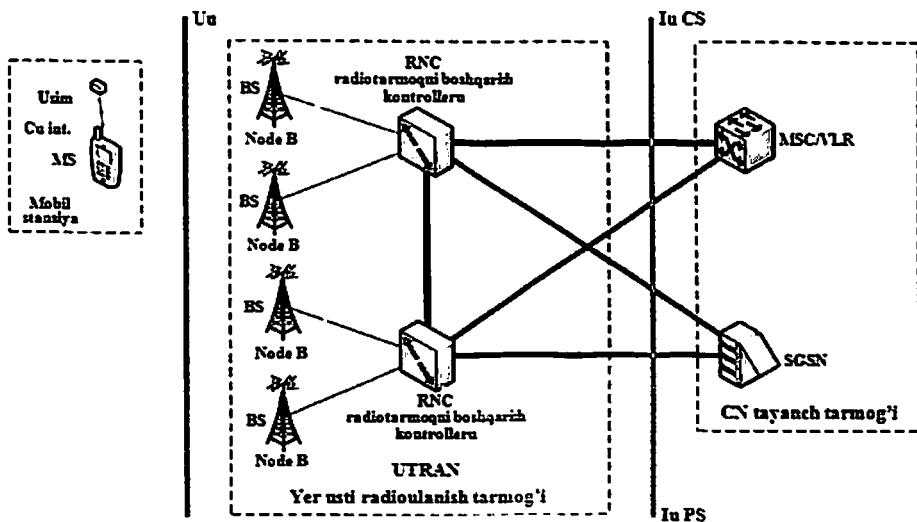 Uu
Iu CS
Usim
Cu int.
MS
Mobil
stansiya
BS
Node B
BS
Node B
BS
Node B
BS
Node B
RNC
radiotarmoqni boshqarish
kontrolleru
RNC
radiotarmoqni boshqarish
kontrolleru
UTRAN
Yer usti radioulanish tarmog'i
MSC/VLR
SGSN
CN tayanch tarmog'i
Iu PS